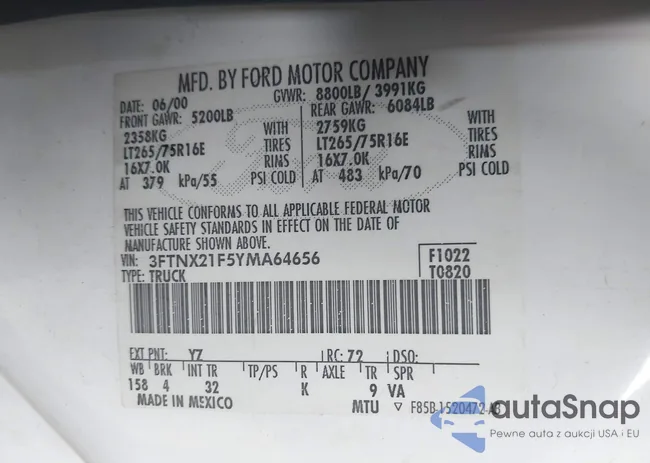 MFD. BY FORD MOTOR COMPANY
DATE: 06/00 GVWR: 8800LB/ 3991KG
FRONT GAWR: 5200LB REAR GAWR: 6084LB
2358KG WITH 2759KG WITH
LT265/75R16E TIRES LT265/75R16E TIRES
16X7.0K RIMS 16X7.0K RIMS
AT 379 kPa/55 PSI COLD AT 483 kPa/70 PSI COLD
THIS VEHICLE CONFORMS TO ALL APPLICABLE FEDERAL MOTOR
VEHICLE SAFETY STANDARDS IN EFFECT ON THE DATE OF
MANUFACTURE SHOWN ABOVE.
VIN: 3FTNX21F5YMA64656 F1022
TYPE: TRUCK T0820
EXT PNT: YZ RC: 72 DSO:
WB BRK INT TR TP/PS R AXLE TR SPR
158 4 32 K 9 VA
MADE IN MEXICO MTU F85B-1520472-AB
autaSnap
Pewne auta z aukcji USA i EU